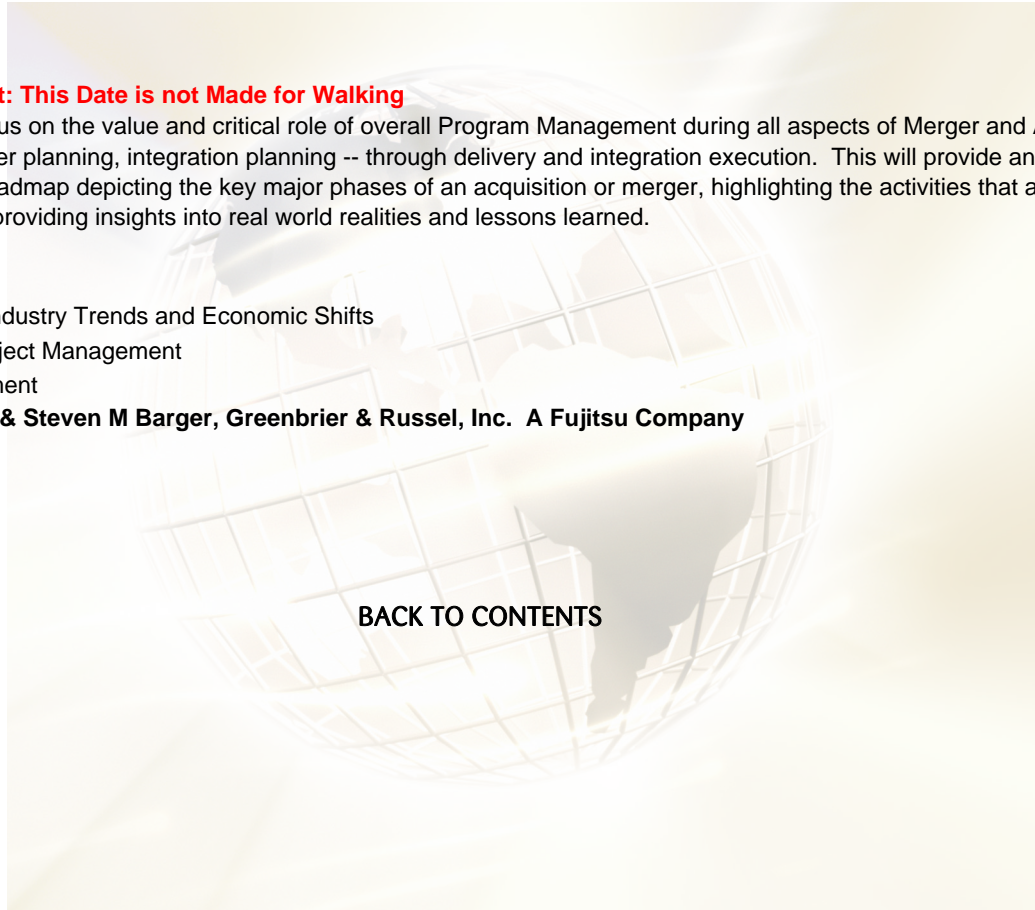 t: This Date is not Made for Walking
us on the value and critical role of overall Program Management during all aspects of Merger and
er planning, integration planning -- through delivery and integration execution.  This will provide an
admap depicting the key major phases of an acquisition or merger, highlighting the activities that a
providing insights into real world realities and lessons learned.
ndustry Trends and Economic Shifts
ject Management
nent
& Steven M Barger, Greenbrier & Russel, Inc.  A Fujitsu Company
BACK TO CONTENTS